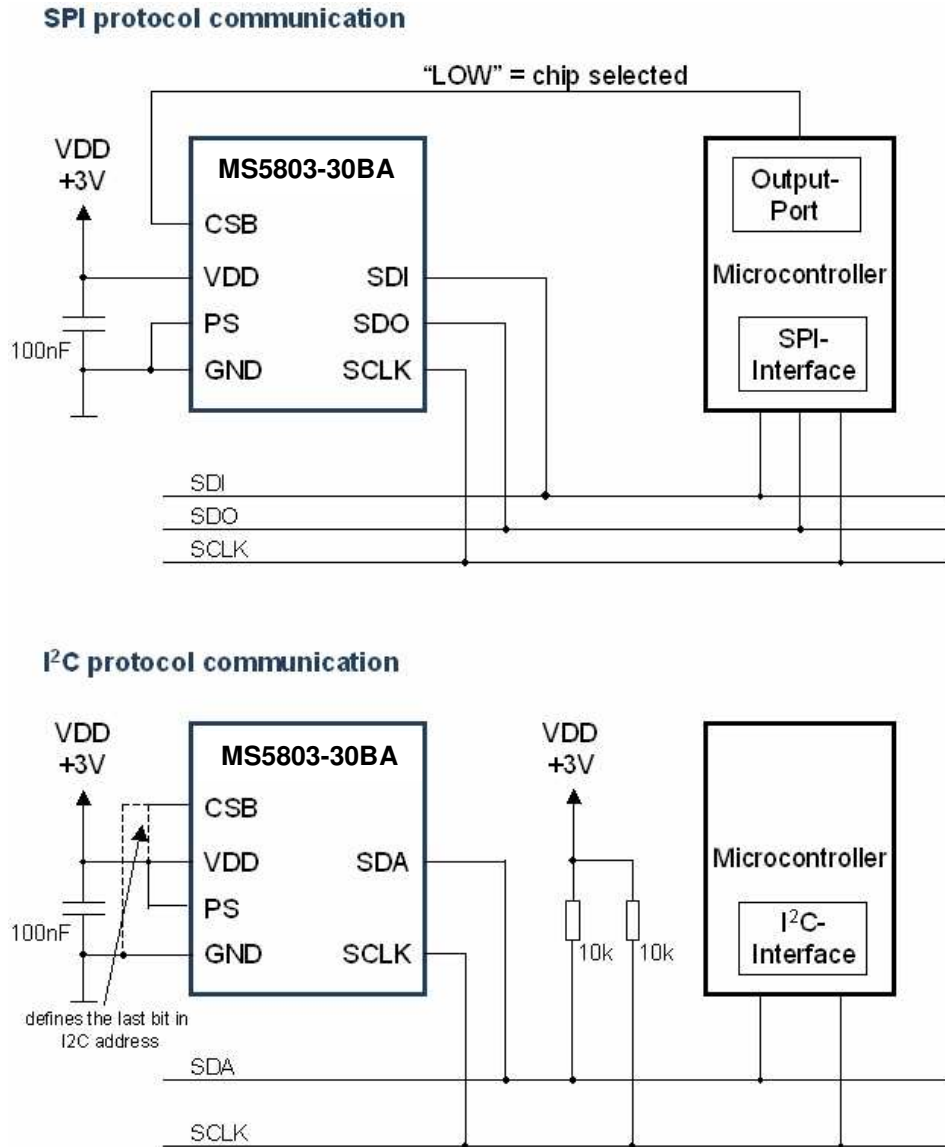 SPI protocol communication
“LOW” = chip selected
VDD
+3V
100nF
MS5803-30BA
CSB
VDD
PS
GND
SDI
SDO
SCLK
Output-
Port
Microcontroller
SPI-
Interface
SDI
SDO
SCLK
I²C protocol communication
VDD
+3V
100nF
defines the last bit in
I2C address
MS5803-30BA
CSB
VDD
PS
GND
SDA
SCLK
VDD
+3V
10k
10k
Microcontroller
I²C-
Interface
SDA
SCLK